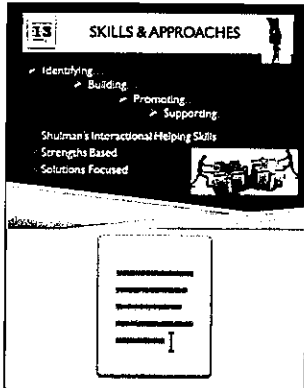 13
SKILLS & APPROACHES
Identifying...
Building...
Promoting...
Supporting...
Shulman's Interactional Helping Skills
Strengths Based
Solutions Focused